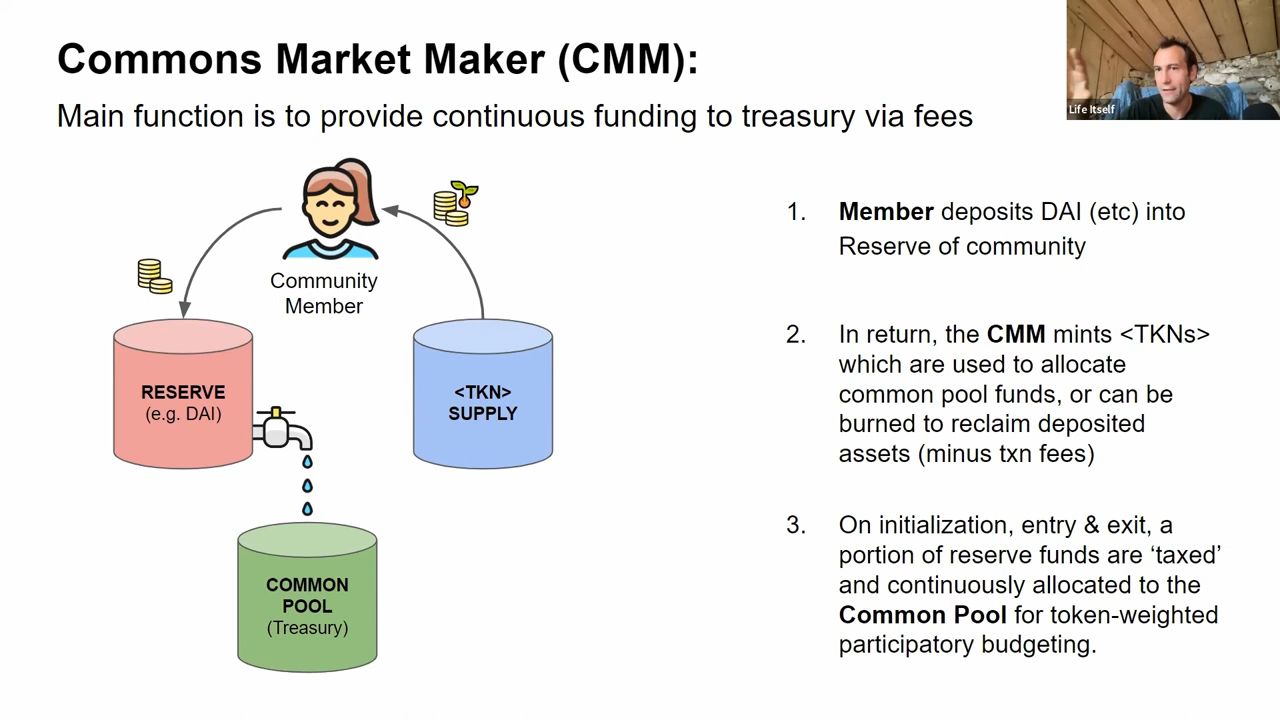 Commons Market Maker (CMM):
Main function is to provide continuous funding to treasury via fees
Life Itself
Community
Member
RESERVE
(e.g. DAI)
<TKN>
SUPPLY
COMMON
POOL
(Treasury)
1. Member deposits DAI (etc) into
Reserve of community
2. In return, the CMM mints <TKNs>
which are used to allocate
common pool funds, or can be
burned to reclaim deposited
assets (minus txn fees)
3. On initialization, entry & exit, a
portion of reserve funds are ‘taxed’
and continuously allocated to the
Common Pool for token-weighted
participatory budgeting.